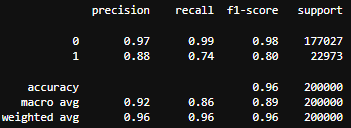 precision recall f1-score support
0 0.97 0.99 0.98 177027
1 0.88 0.74 0.80 22973
accuracy 0.96 200000
macro avg 0.92 0.86 0.89 200000
weighted avg 0.96 0.96 0.96 200000